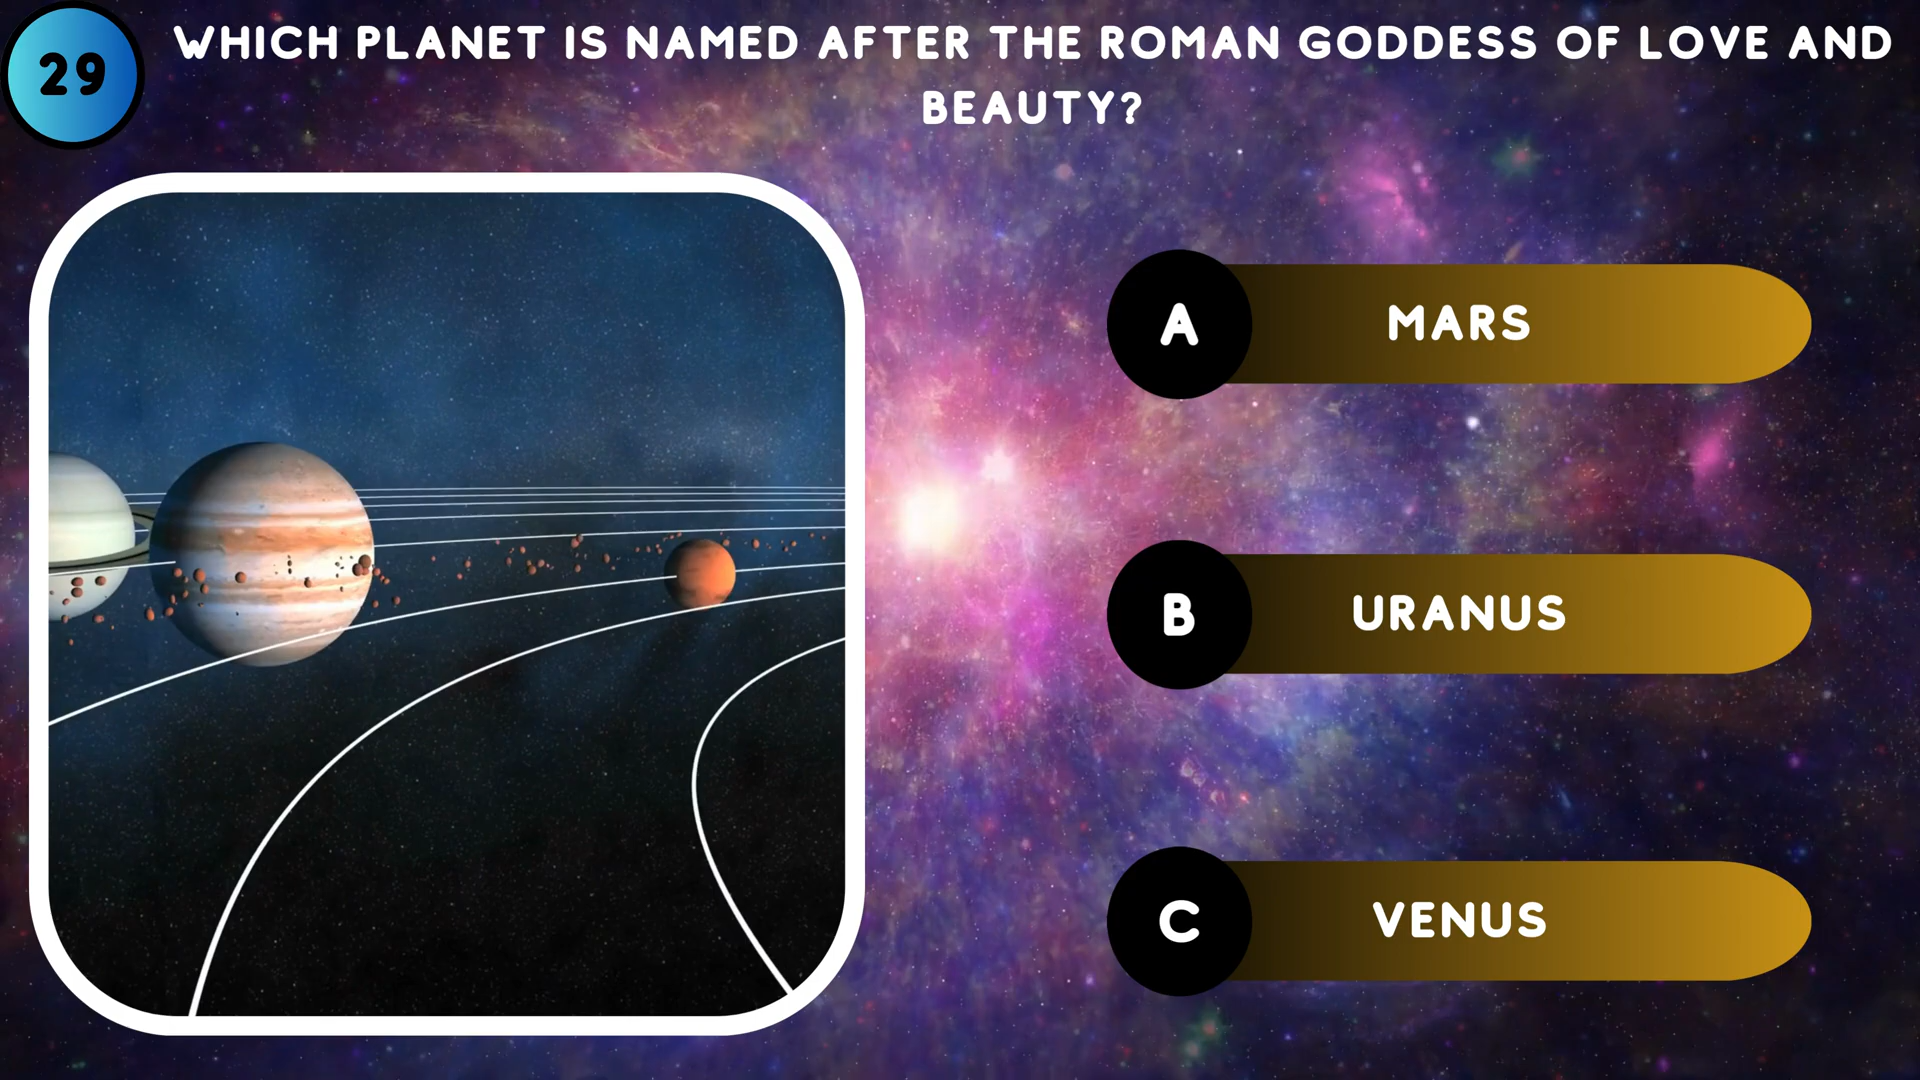 29
WHICH PLANET IS NAMED AFTER THE ROMAN GODDESS OF LOVE AND
BEAUTY?
A MARS
B URANUS
C VENUS